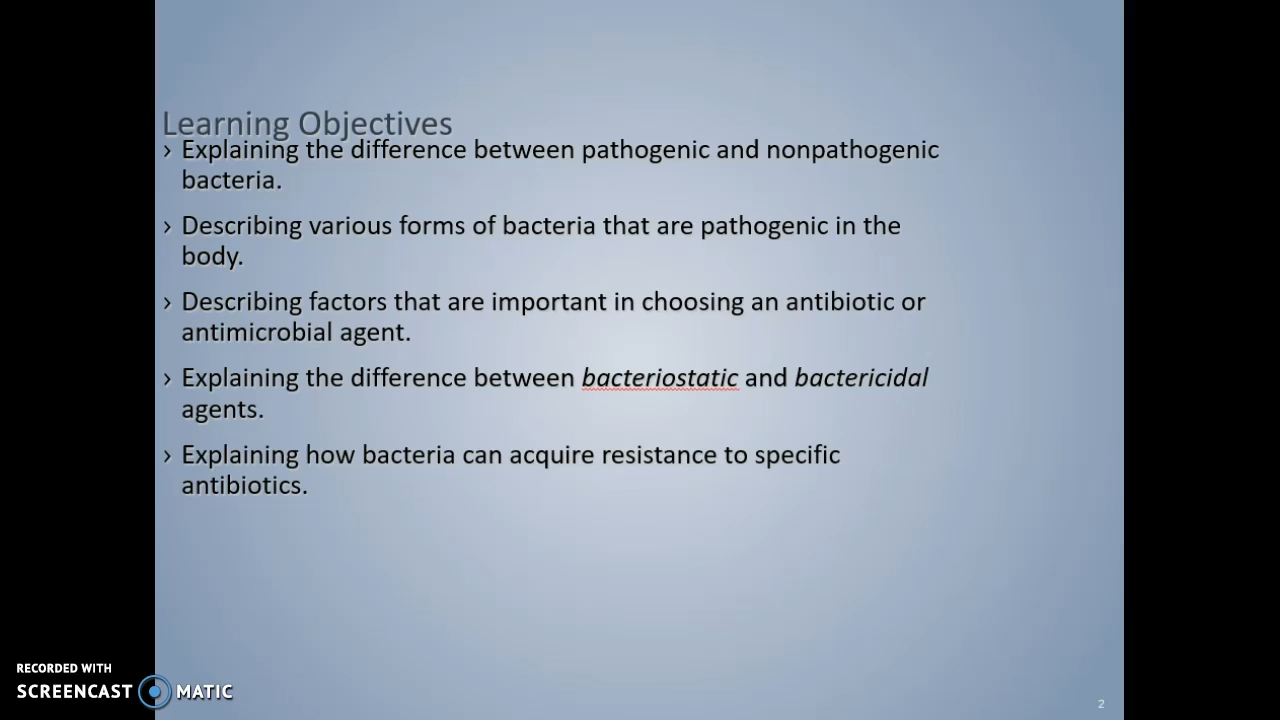 Learning Objectives
› Explaining the difference between pathogenic and nonpathogenic
bacteria.
› Describing various forms of bacteria that are pathogenic in the
body.
› Describing factors that are important in choosing an antibiotic or
antimicrobial agent.
› Explaining the difference between bacteriostatic and bactericidal
agents.
› Explaining how bacteria can acquire resistance to specific
antibiotics.
RECORDED WITH
SCREENCAST MATIC
2